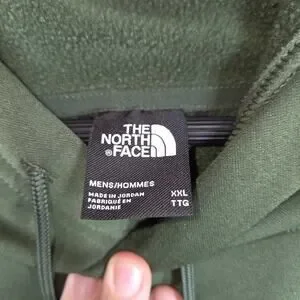 THE
NORTH
®FACE
MENS/HOMMES
MADE IN JORDAN
FABRIQUÉ EN
JORDANIE
XXL
TTG